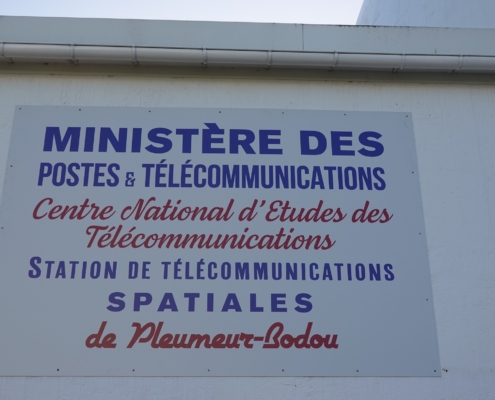 MINISTÈRE DES
POSTES & TÉLÉCOMMUNICATIONS
Centre National d'Etudes des
Télécommunications
STATION DE TÉLÉCOMMUNICATIONS
SPATIALES
de Pleumeur-Bodou